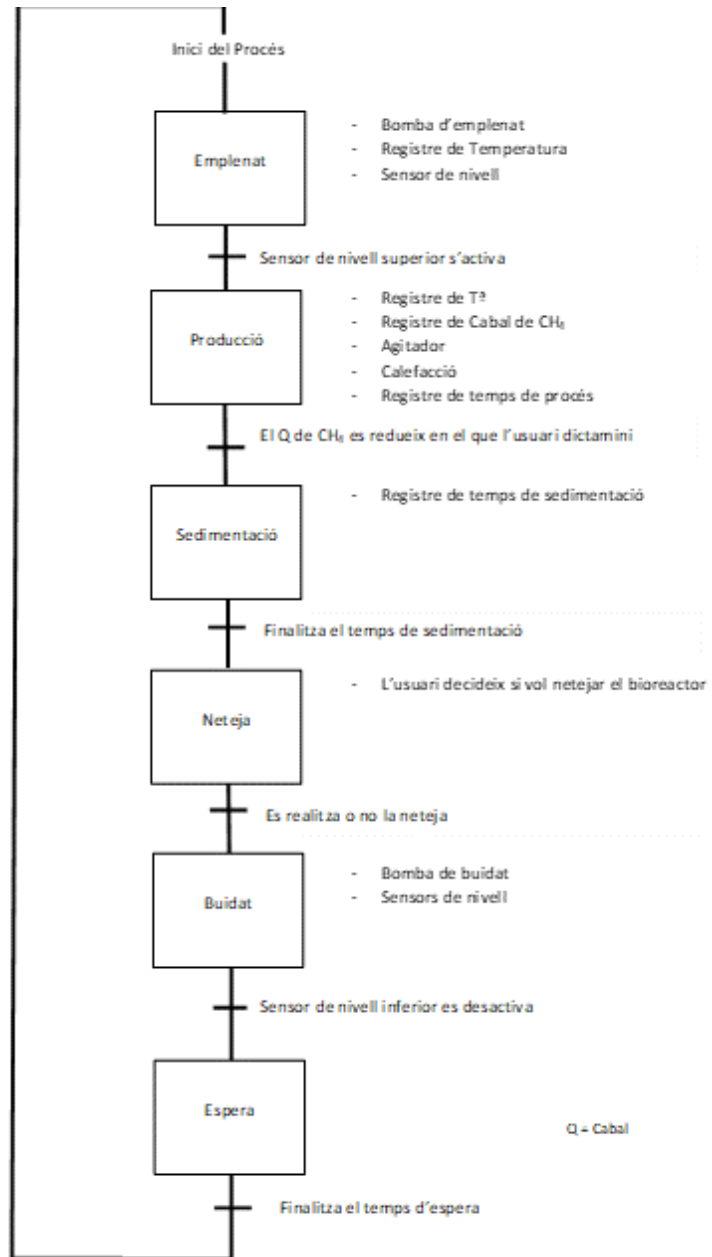 Inici del Procés
Emplenat
- Bomba d'emplenat
- Registre de Temperatura
- Sensor de nivell
Sensor de nivell superior s'activa
Producció
- Registre de Tª
- Registre de Cabal de CH₄
- Agitador
- Calefacció
- Registre de temps de procés
El Q de CH₄ es redueix en el que l'usuari dictamini
Sedimentació
- Registre de temps de sedimentació
Finalitza el temps de sedimentació
Neteja
- L'usuari decideix si vol netejar el bioreactor
Es realitza o no la neteja
Buidat
- Bomba de buidat
- Sensors de nivell
Sensor de nivell inferior es desactiva
Espera
Q = Cabal
Finalitza el temps d'espera